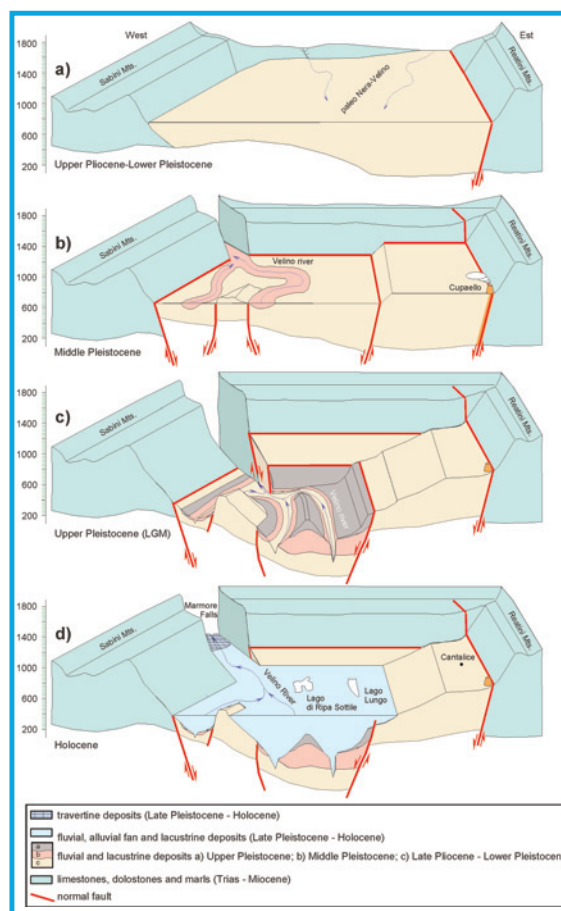 West
Est
1800
1400
1000
600
200
a)
Sabini Mts.
paleo Nera-Velino
Reatini Mts.
Upper Pliocene-Lower Pleistocene
1800
1400
1000
600
200
b)
Sabini Mts.
Velino river
Cupaello
Reatini Mts.
Middle Pleistocene
1800
1400
1000
600
200
c)
Sabini Mts.
Velino river
Reatini Mts.
Upper Pleistocene (LGM)
1800
1400
1000
600
200
d)
Sabini Mts.
Marmore
Falls
Velino River
Lago
di Ripa Sottile
Lago
Lungo
Cantalice
Reatini Mts.
Holocene
travertine deposits (Late Pleistocene - Holocene)
fluvial, alluvial fan and lacustrine deposits (Late Pleistocene - Holocene)
a
b
c
fluvial and lacustrine deposits a) Upper Pleistocene; b) Middle Pleistocene; c) Late Pliocene - Lower Pleistocene
limestones, dolostones and marls (Trias - Miocene)
normal fault